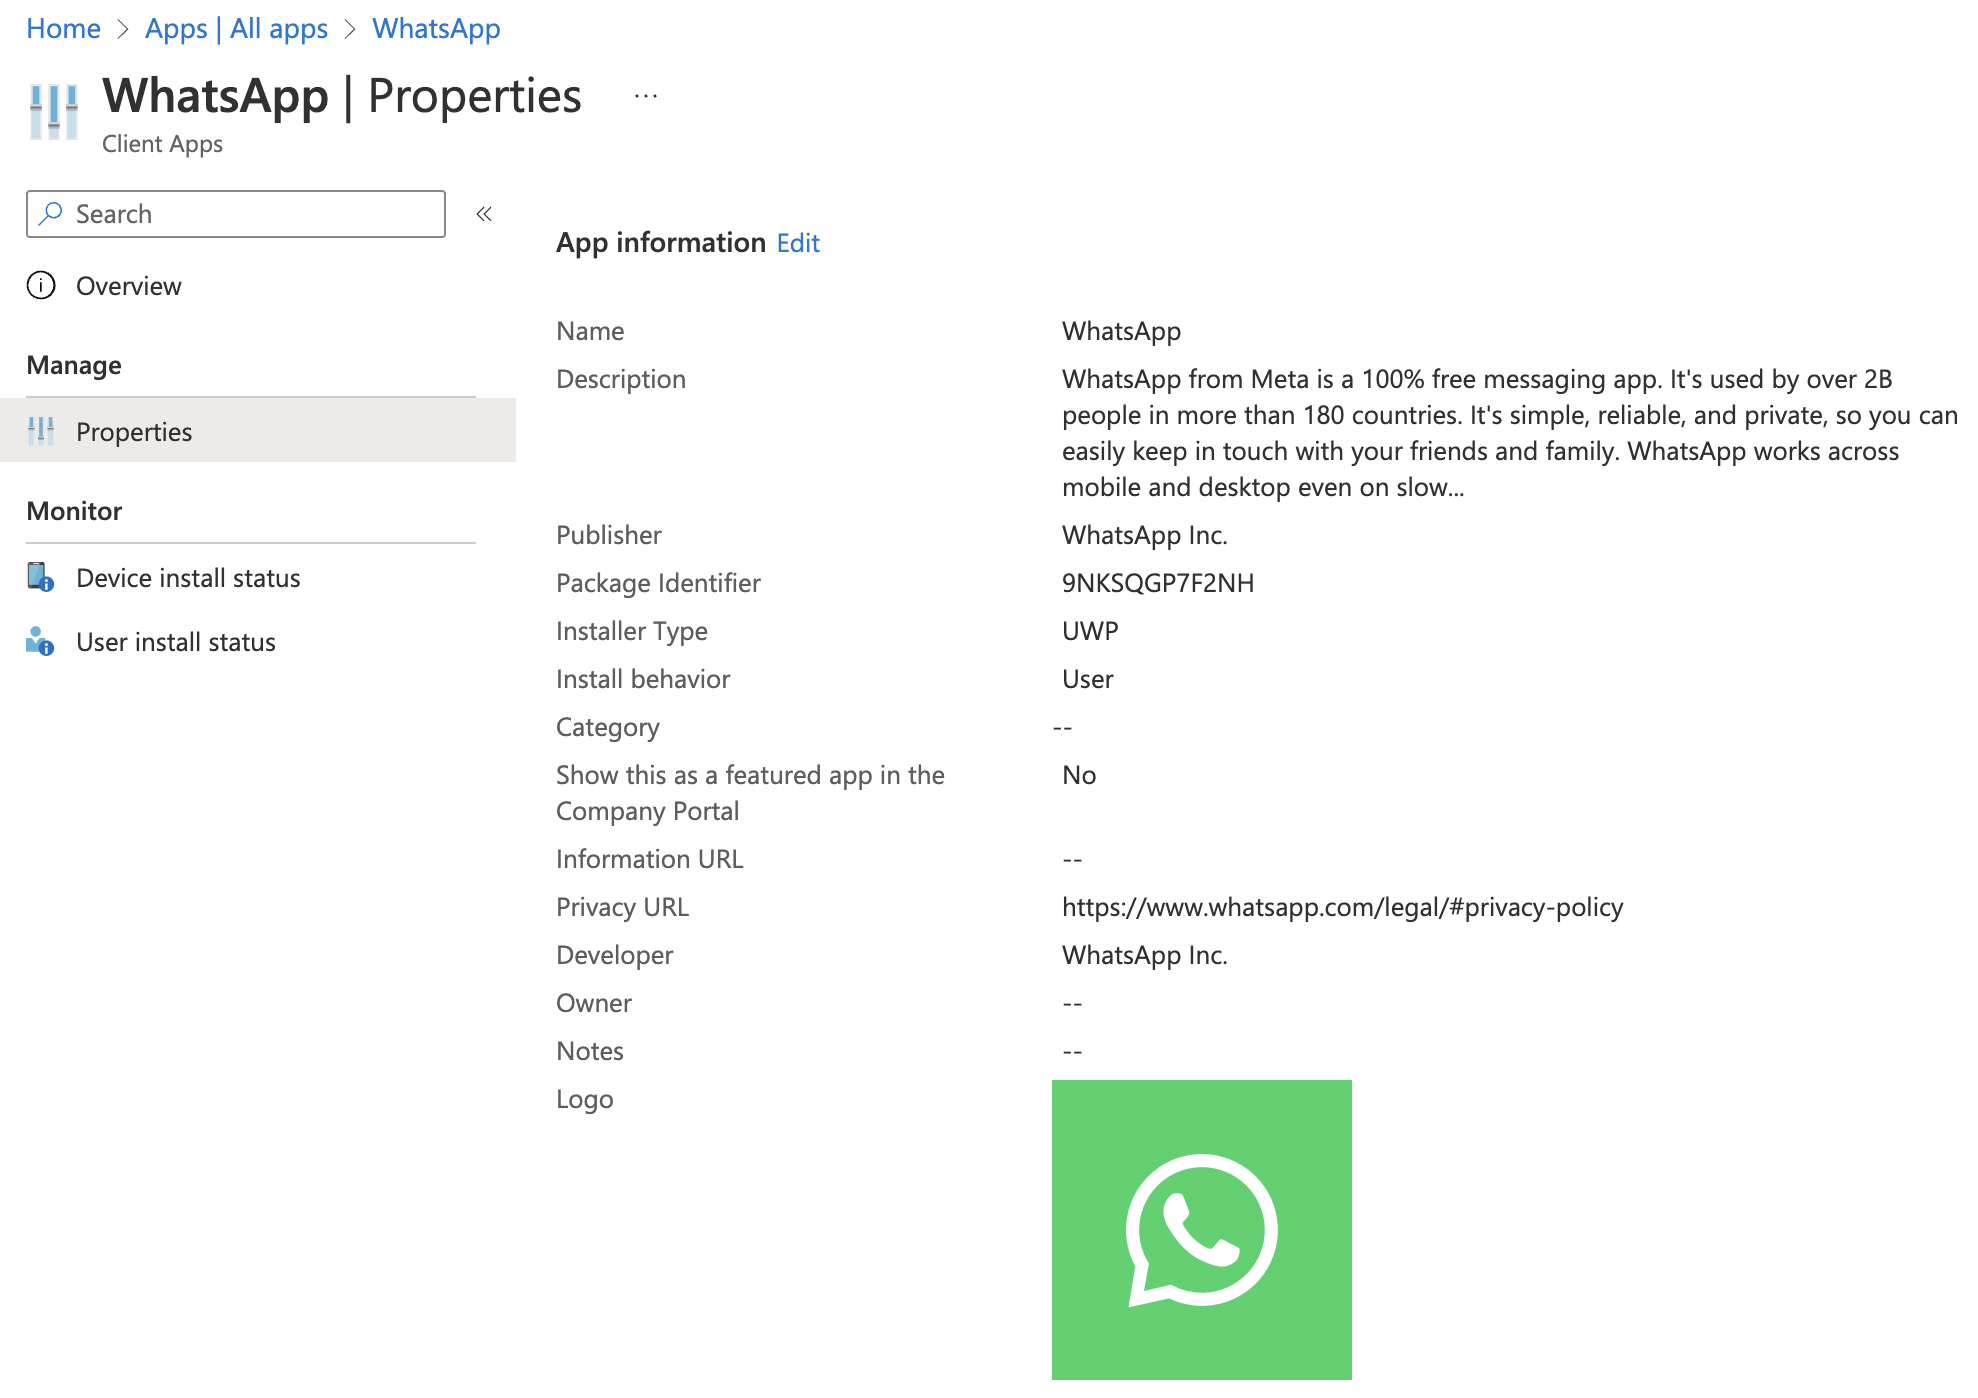 Home > Apps | All apps > WhatsApp
WhatsApp | Properties ...
Client Apps
Search «
Overview
Manage
Properties
Monitor
Device install status
User install status
App information Edit
Name WhatsApp
Description WhatsApp from Meta is a 100% free messaging app. It's used by over 2B
people in more than 180 countries. It's simple, reliable, and private, so you can
easily keep in touch with your friends and family. WhatsApp works across
mobile and desktop even on slow...
Publisher WhatsApp Inc.
Package Identifier 9NKSQGP7F2NH
Installer Type UWP
Install behavior User
Category --
Show this as a featured app in the No
Company Portal
Information URL --
Privacy URL https://www.whatsapp.com/legal/#privacy-policy
Developer WhatsApp Inc.
Owner --
Notes --
Logo